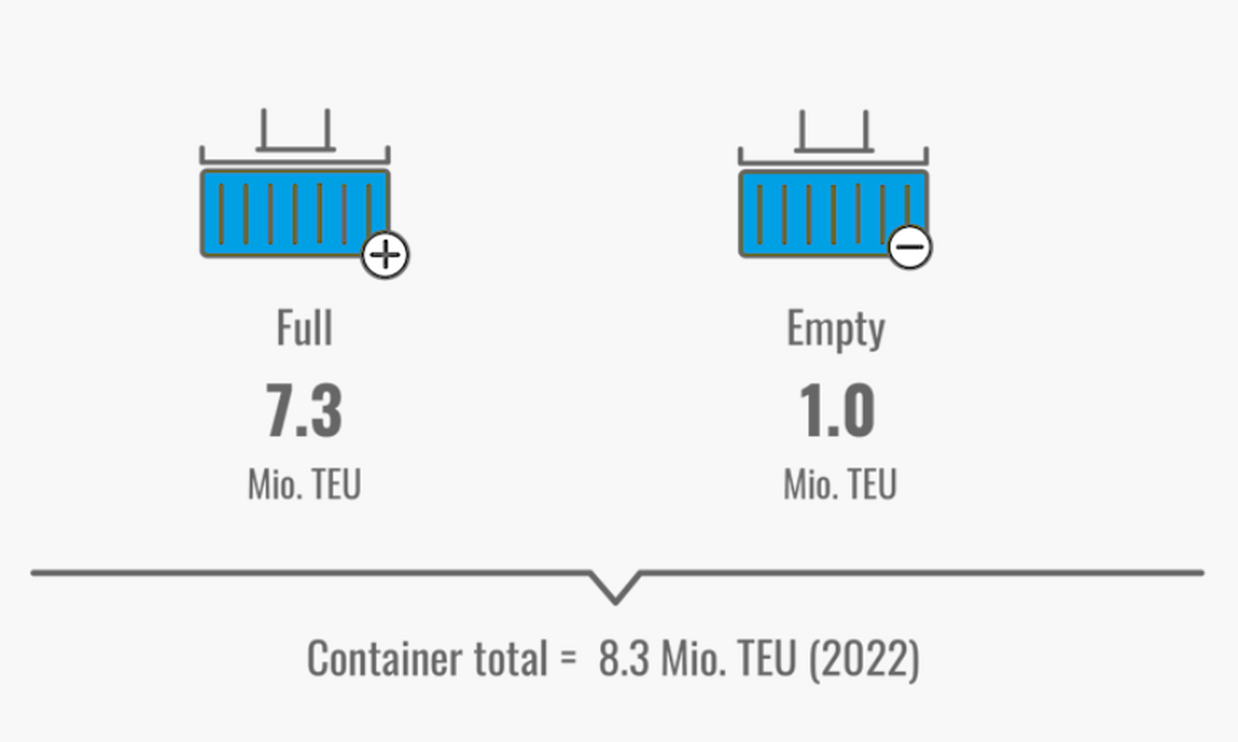 Full
7.3
Mio. TEU
Empty
1.0
Mio. TEU
Container total = 8.3 Mio. TEU (2022)